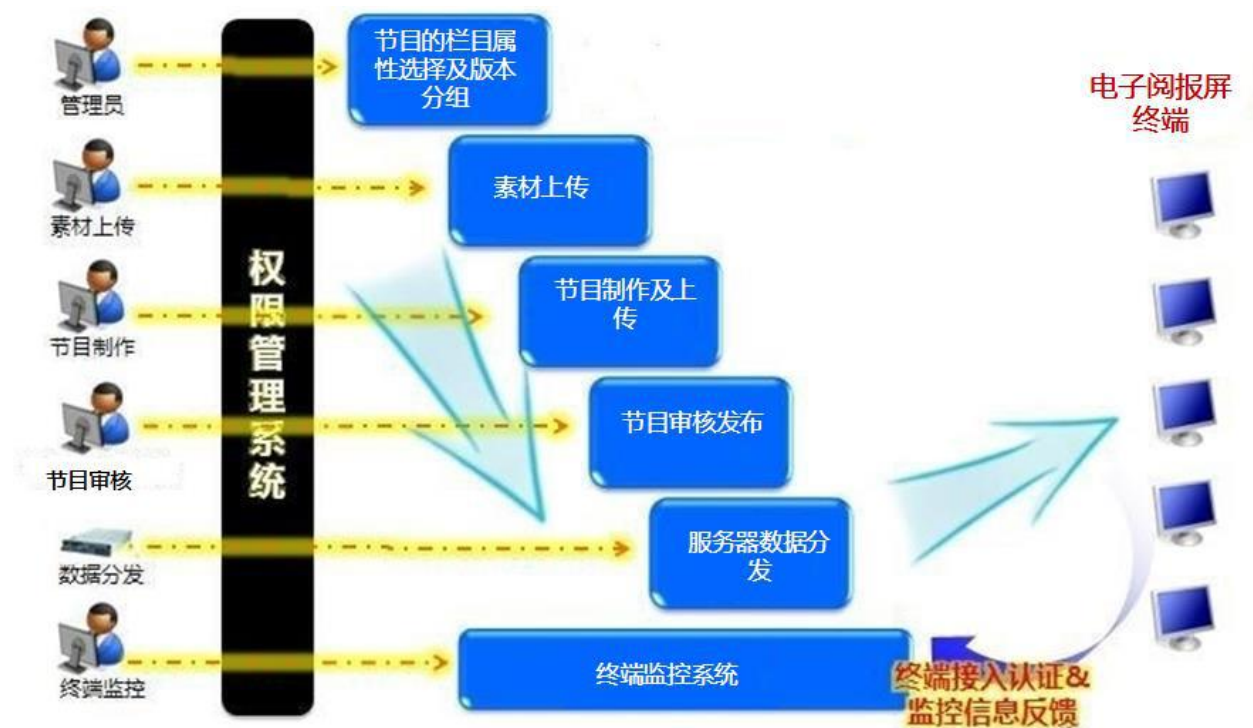 节目的栏目属
性选择及版本
分组
管理员
电子阅报屏
终端
素材上传
素材上传
节目制作及上
传
节目制作
权限管理系统
节目审核发布
节目审核
服务器数据分
发
数据分发
终端监控系统
终端监控
终端接入认证&
监控信息反馈